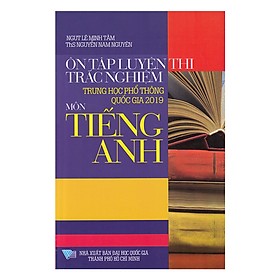 NGƯT LÊ MINH TÂM
ThS NGUYỄN NAM NGUYÊN
ÔN TẬP LUYỆN THI
TRẮC NGHIỆM
TRUNG HỌC PHỔ THÔNG
QUỐC GIA 2019
MÔN
TIẾNG
ANH
NHÀ XUẤT BẢN ĐẠI HỌC QUỐC GIA
THÀNH PHỐ HỒ CHÍ MINH